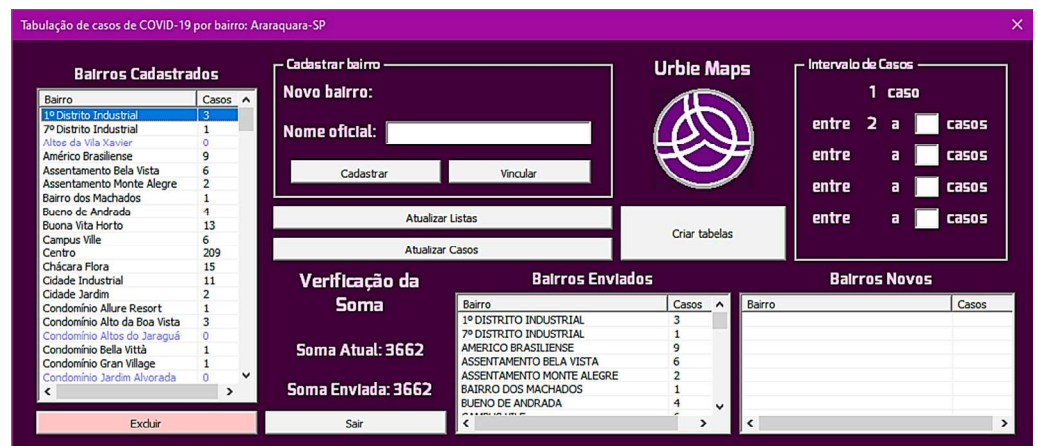 Tabulação de casos de COVID-19 por bairro: Araraquara-SP
Bairros Cadastrados
Bairro Casos
1º Distrito Industrial 3
7º Distrito Industrial 1
Altos da Vila Xavier 0
Américo Brasiliense 9
Assentamento Bela Vista 6
Assentamento Monte Alegre 2
Bairro dos Machados 1
Bueno de Andrada 4
Buona Vita Horto 13
Campus Ville 6
Centro 209
Chácara Flora 15
Cidade Industrial 11
Cidade Jardim 2
Condomínio Allure Resort 1
Condomínio Alto da Boa Vista 3
Condomínio Altos do Jaraguá 0
Condomínio Bella Vittà 1
Condomínio Gran Village 1
Condomínio Jardim Alvorada 0
Excluir
Cadastrar bairro
Novo bairro:
Nome oficial:
Cadastrar Vincular
Atualizar Listas
Atualizar Casos
Urbie Maps
Criar tabelas
Intervalo de Casos
1 caso
entre 2 a casos
entre a casos
entre a casos
entre a casos
Verificação da
Soma
Soma Atual: 3662
Soma Enviada: 3662
Sair
Bairros Enviados
Bairro Casos
1º DISTRITO INDUSTRIAL 3
7º DISTRITO INDUSTRIAL 1
AMERICO BRASILIENSE 9
ASSENTAMENTO BELA VISTA 6
ASSENTAMENTO MONTE ALEGRE 2
BAIRRO DOS MACHADOS 1
BUENO DE ANDRADA 4
Bairros Novos
Bairro Casos